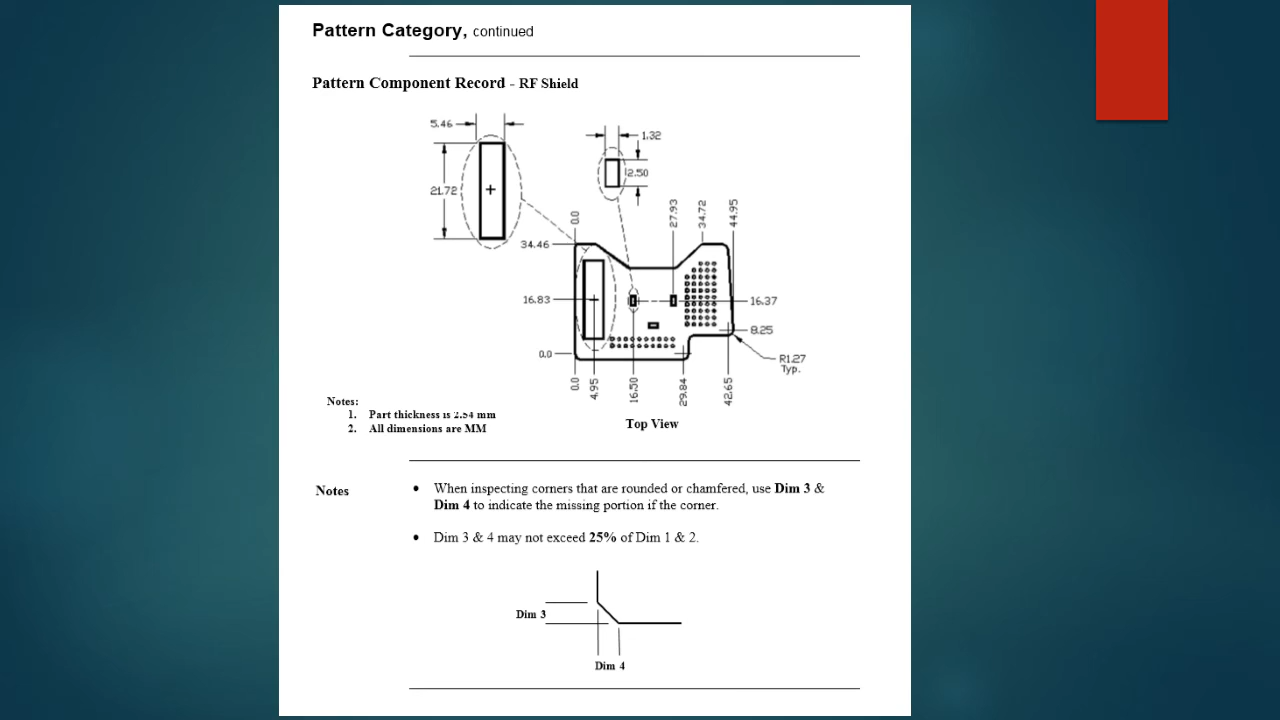 Pattern Category, continued
Pattern Component Record - RF Shield
5.46
1.32
21.72
2.50
0.0
27.93
34.72
44.95
34.46
16.83
16.37
8.25
0.0
R1.27
Typ.
0.0
4.95
16.50
29.84
42.65
Notes:
1. Part thickness is 2.54 mm
2. All dimensions are MM
Top View
Notes
• When inspecting corners that are rounded or chamfered, use Dim 3 &
Dim 4 to indicate the missing portion if the corner.
• Dim 3 & 4 may not exceed 25% of Dim 1 & 2.
Dim 3
Dim 4